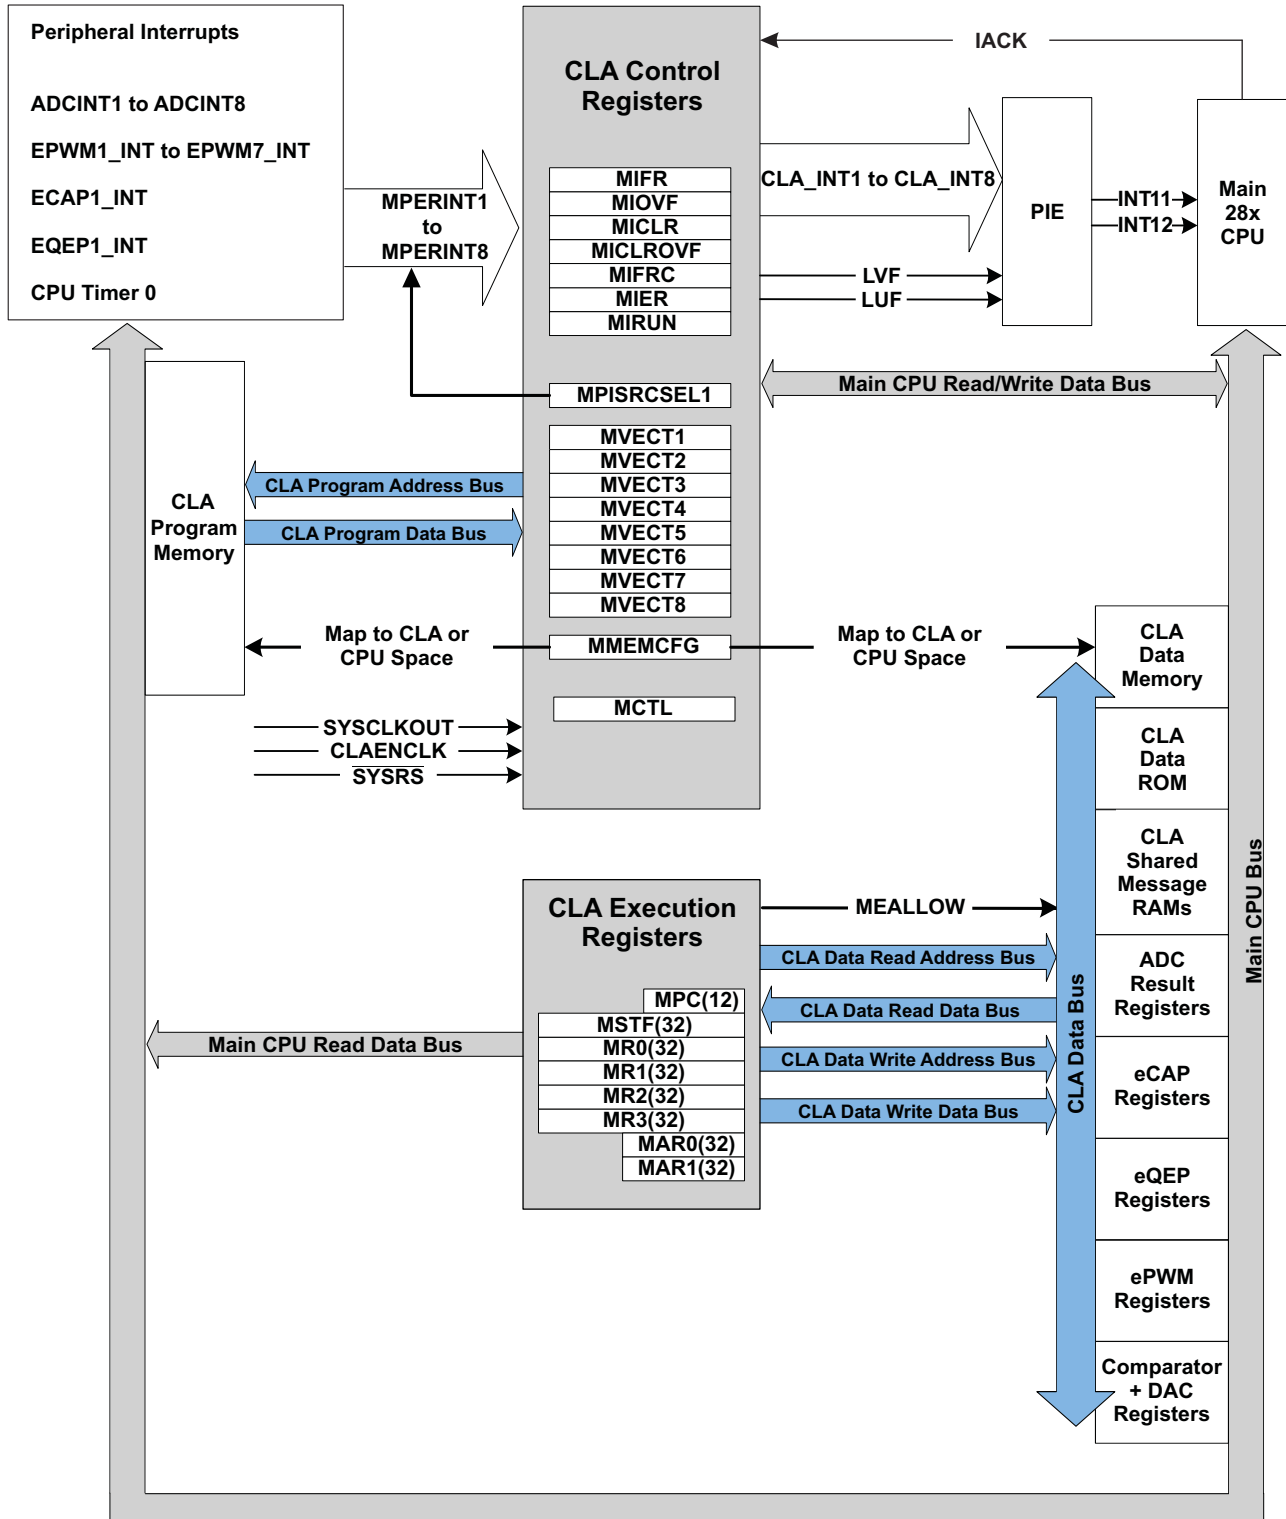 Peripheral Interrupts
ADCINT1 to ADCINT8
EPWM1_INT to EPWM7_INT
ECAP1_INT
EQEP1_INT
CPU Timer 0
MPERINT1
to
MPERINT8
CLA Control
Registers
MIFR
MIOVF
MICLR
MICLROVF
MIFRC
MIER
MIRUN
MPISRCSEL1
MVECT1
MVECT2
MVECT3
MVECT4
MVECT5
MVECT6
MVECT7
MVECT8
MMEMCFG
MCTL
IACK
CLA_INT1 to CLA_INT8
LVF
LUF
PIE
INT11
INT12
Main
28x
CPU
Main CPU Read/Write Data Bus
CLA
Program
Memory
CLA Program Address Bus
CLA Program Data Bus
Map to CLA or
CPU Space
Map to CLA or
CPU Space
SYSCLKOUT
CLAENCLK
SYSRS
CLA
Data
Memory
CLA
Data
ROM
CLA
Shared
Message
RAMs
ADC
Result
Registers
eCAP
Registers
eQEP
Registers
ePWM
Registers
Comparator
+ DAC
Registers
Main CPU Bus
CLA Data Bus
CLA Execution
Registers
MPC(12)
MSTF(32)
MR0(32)
MR1(32)
MR2(32)
MR3(32)
MAR0(32)
MAR1(32)
MEALLOW
CLA Data Read Address Bus
CLA Data Read Data Bus
CLA Data Write Address Bus
CLA Data Write Data Bus
Main CPU Read Data Bus